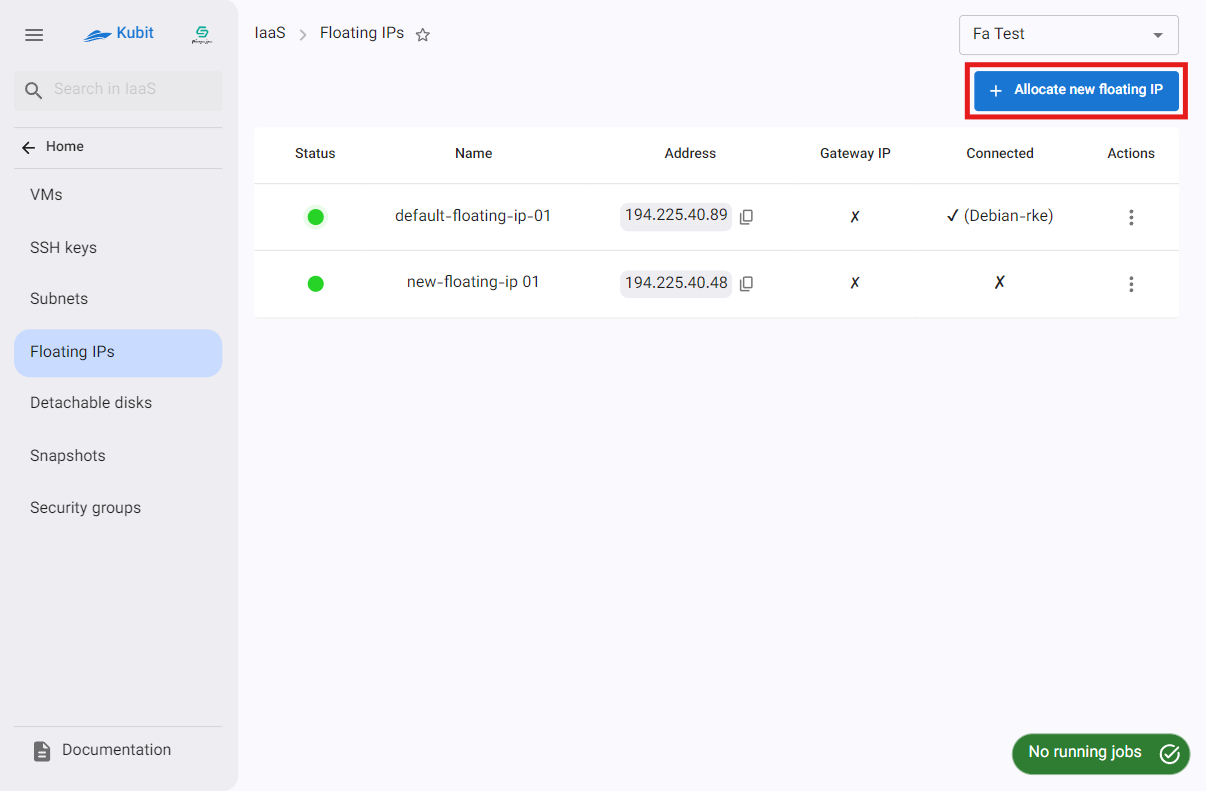 Kubit
IaaS
Floating IPs
Fa Test
Search in IaaS
Allocate new floating IP
Home
VMs
SSH keys
Subnets
Floating IPs
Detachable disks
Snapshots
Security groups
Documentation
Status Name Address Gateway IP Connected Actions
default-floating-ip-01 194.225.40.89 ✗ ✓ (Debian-rke)
new-floating-ip 01 194.225.40.48 ✗ ✗
No running jobs